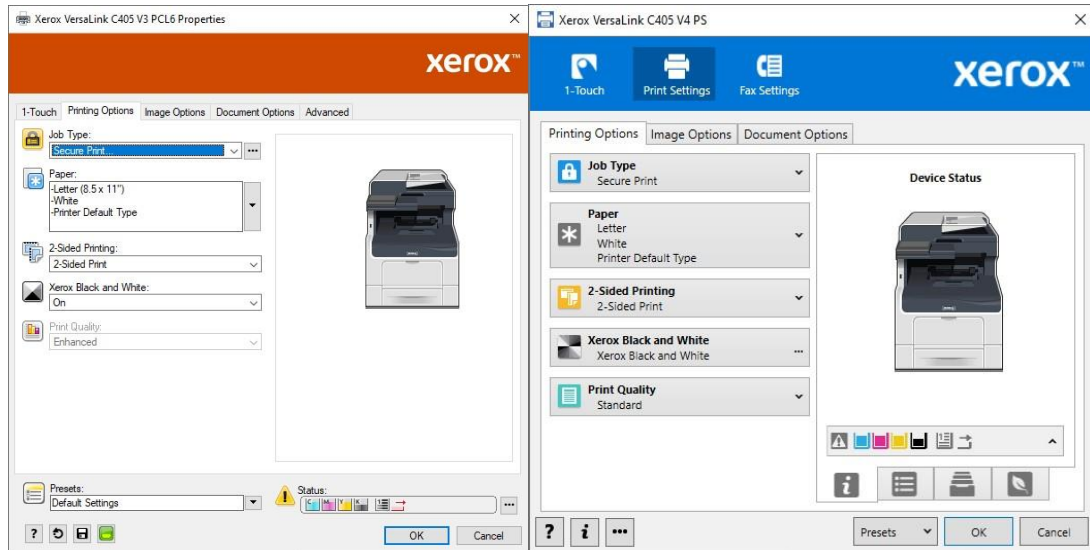 Xerox VersaLink C405 V3 PCL6 Properties
xerox™
1-Touch Printing Options Image Options Document Options Advanced
Job Type:
Secure Print...
Paper:
-Letter (8.5 x 11")
-White
-Printer Default Type
2-Sided Printing:
2-Sided Print
Xerox Black and White:
On
Print Quality:
Enhanced
Presets:
Default Settings
Status:
C M Y K 1
?
OK Cancel
Xerox VersaLink C405 V4 PS
1-Touch Print Settings Fax Settings
xerox™
Printing Options Image Options Document Options
Job Type
Secure Print
Paper
Letter
White
Printer Default Type
2-Sided Printing
2-Sided Print
Xerox Black and White
Xerox Black and White
Print Quality
Standard
Device Status
1
? i
Presets OK Cancel